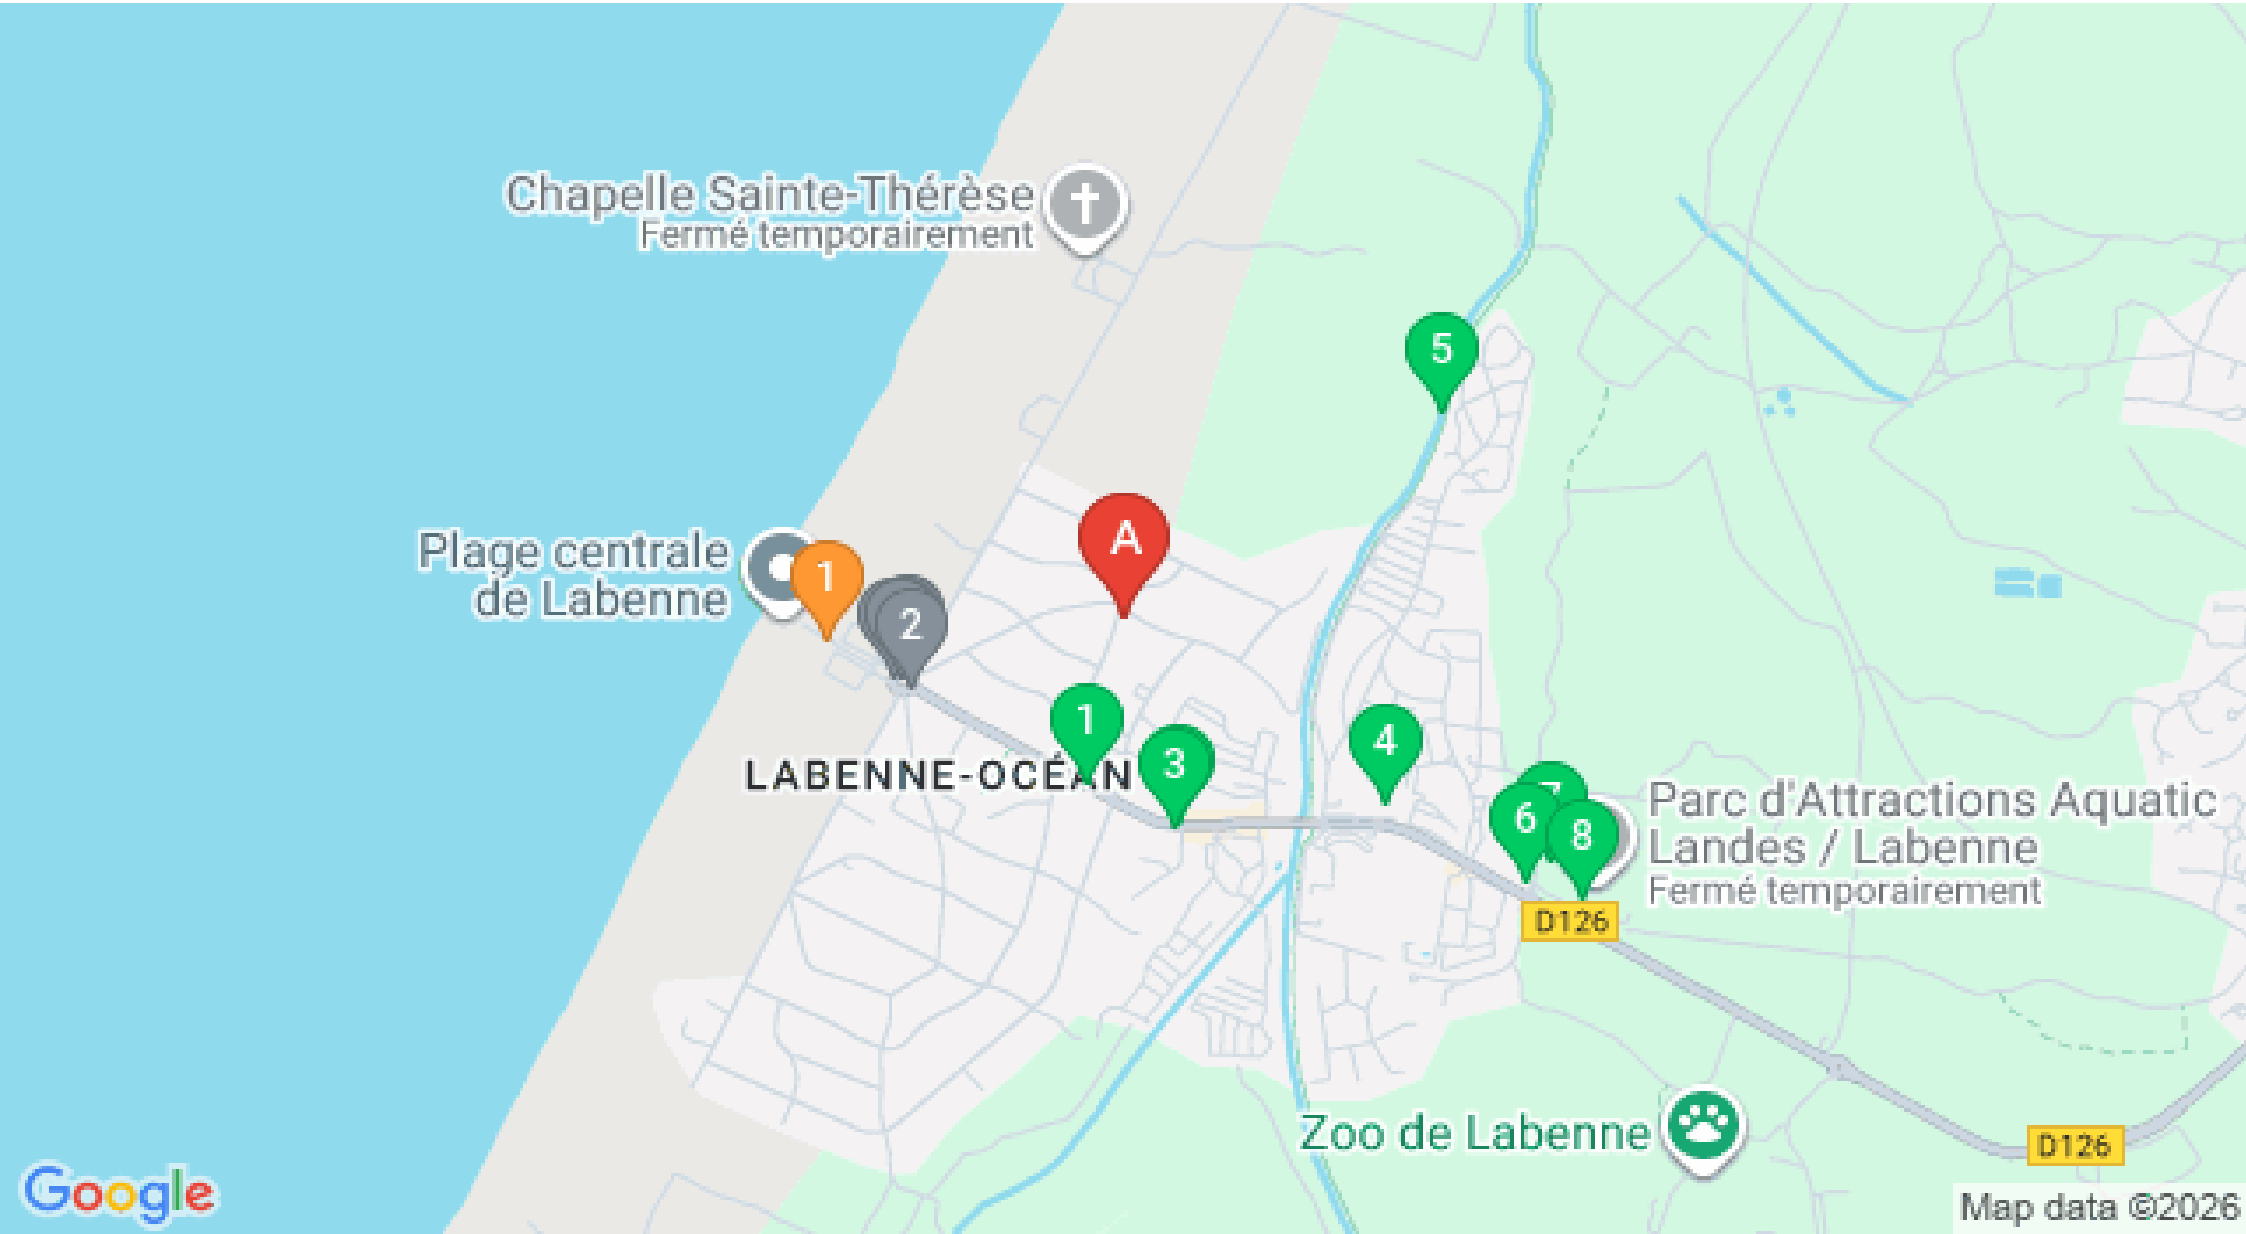 Chapelle Sainte-Thérèse
Fermé temporairement
5
A
Plage centrale
de Labenne
1
2
1
3
4
LABENNE-OCÉAN
7
6
8
Parc d'Attractions Aquatic
Landes / Labenne
Fermé temporairement
D126
Zoo de Labenne
D126
Google
Map data ©2026